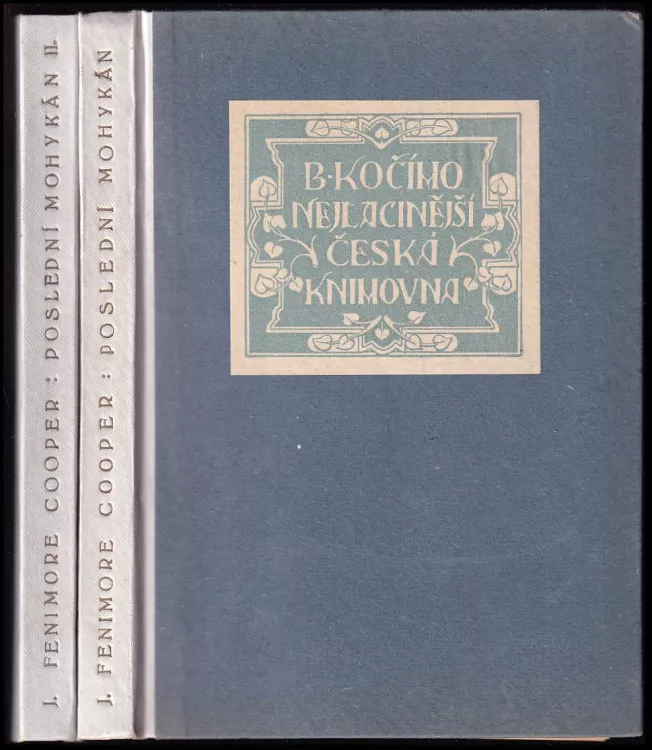 J. FENIMORE COOPER : POSLEDNÍ MOHYKÁN II.
J. FENIMORE COOPER : POSLEDNÍ MOHYKÁN
B. KOČÍHO
NEJLACINĚJŠÍ
ČESKÁ
KNIHOVNA